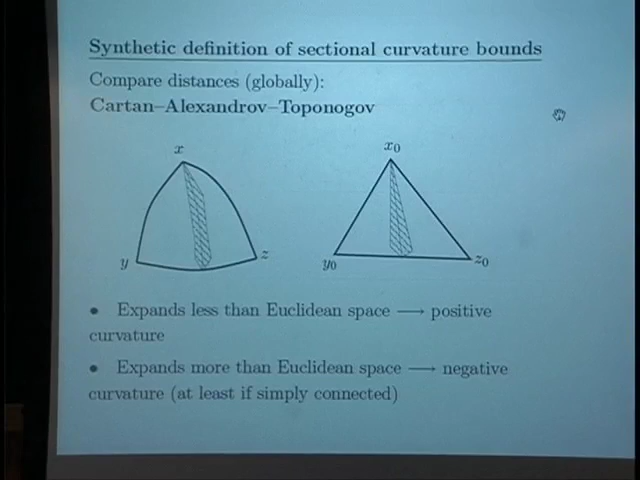 Synthetic definition of sectional curvature bounds
Compare distances (globally):
Cartan–Alexandrov–Toponogov
x
x₀
y
z
y₀
z₀
• Expands less than Euclidean space ⟶ positive
curvature
• Expands more than Euclidean space ⟶ negative
curvature (at least if simply connected)